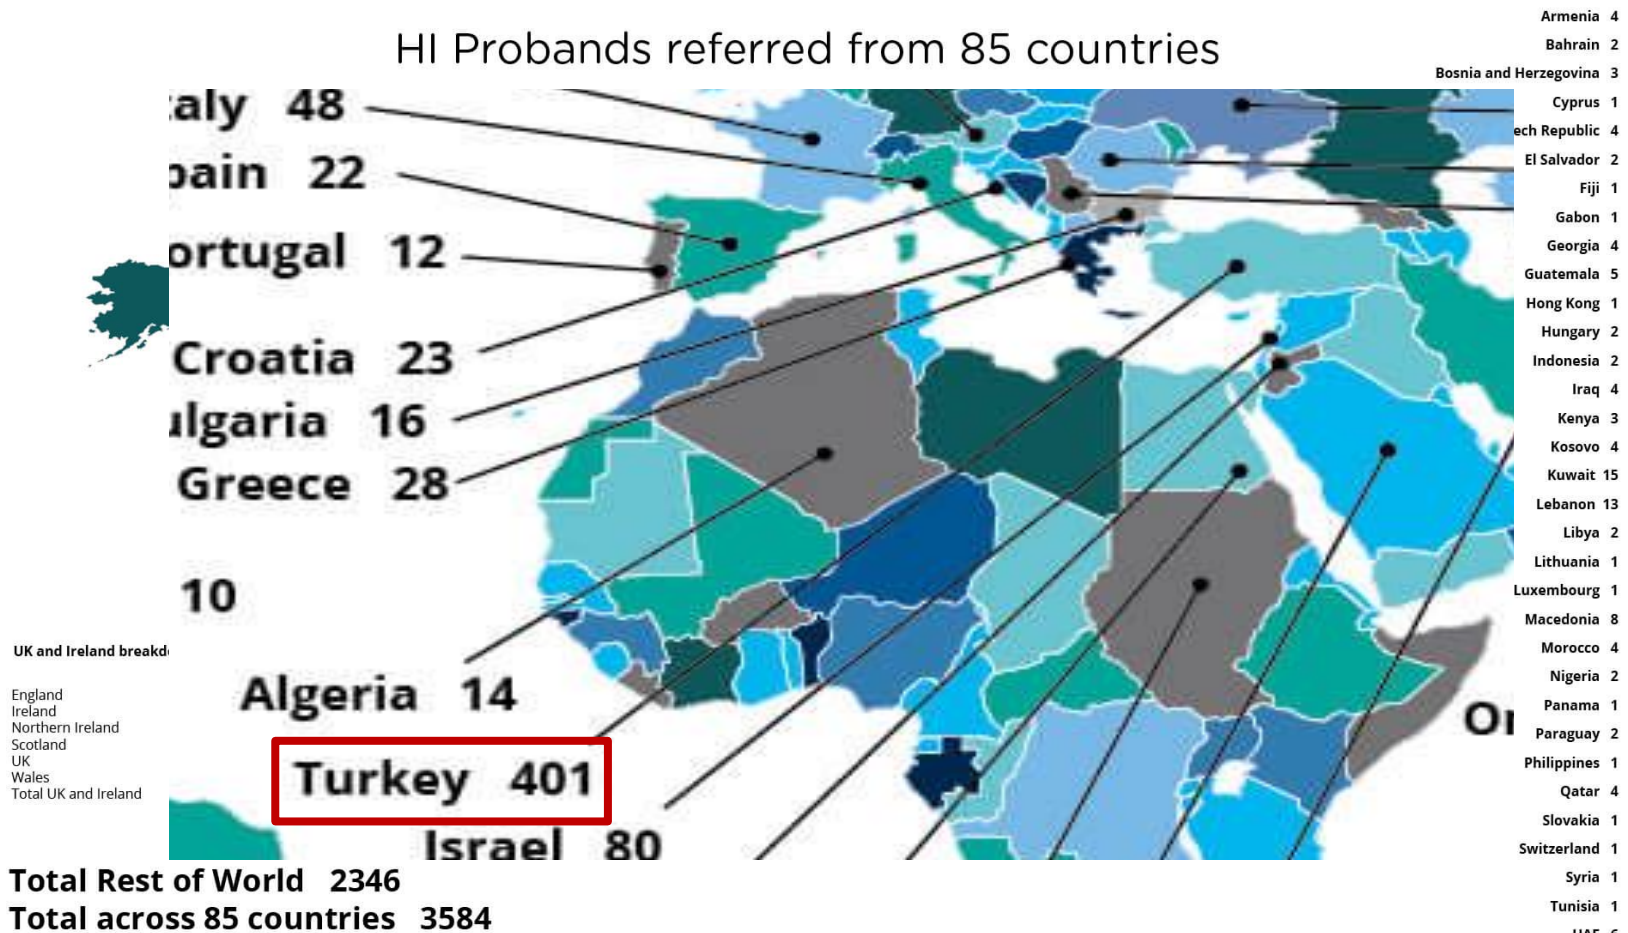 HI Probands referred from 85 countries
taly 48
pain 22
ortugal 12
Croatia 23
ulgaria 16
Greece 28
10
Algeria 14
Turkey 401
Israel 80
Or
UK and Ireland breakd
England
Ireland
Northern Ireland
Scotland
UK
Wales
Total UK and Ireland
Total Rest of World 2346
Total across 85 countries 3584
Armenia 4
Bahrain 2
Bosnia and Herzegovina 3
Cyprus 1
ech Republic 4
El Salvador 2
Fiji 1
Gabon 1
Georgia 4
Guatemala 5
Hong Kong 1
Hungary 2
Indonesia 2
Iraq 4
Kenya 3
Kosovo 4
Kuwait 15
Lebanon 13
Libya 2
Lithuania 1
Luxembourg 1
Macedonia 8
Morocco 4
Nigeria 2
Panama 1
Paraguay 2
Philippines 1
Qatar 4
Slovakia 1
Switzerland 1
Syria 1
Tunisia 1